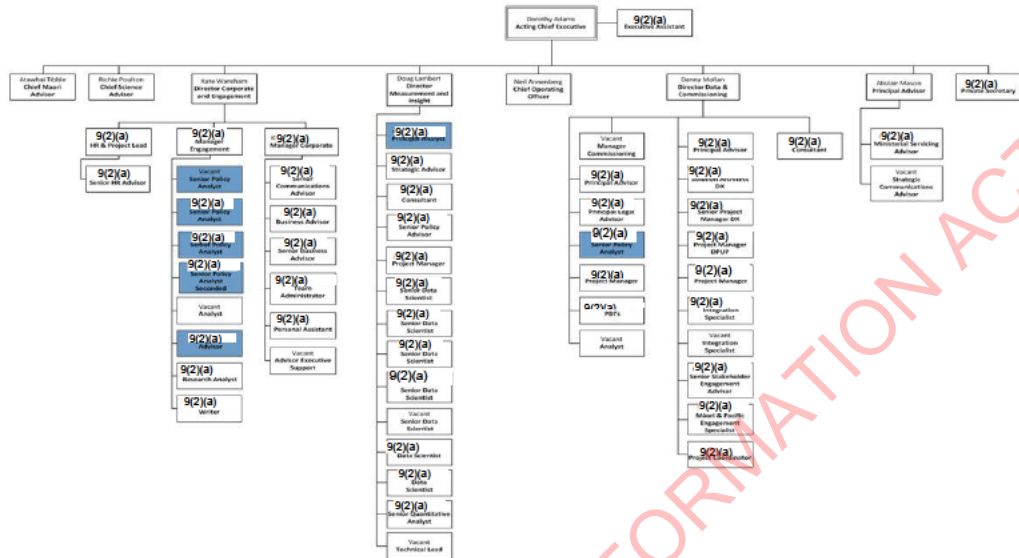 Dorothy Adams
Acting Chief Executive
9(2)(a)
Executive Assistant
Atawhai Tibble
Chief Maori
Advisor
Richie Poulton
Chief Science
Advisor
Kate Wareham
Director Corporate
and Engagement
Doug Lambert
Director
Measurement and
Insight
Neil
Chief Operating
Officer
Denny Mollan
Director Data &
Commissioning
Alistair Mason
Principal Advisor
9(2)(a)
Private Secretary
9(2)(a)
HR & Project Lead
9(2)(a)
Senior HR Advisor
9(2)(a)
Manager
Engagement
Vacant
Senior Policy
Analyst
9(2)(a)
Senior Policy
Analyst
9(2)(a)
Senior Policy
Analyst
9(2)(a)
Senior Policy
Analyst
Seconded
Vacant
Analyst
9(2)(a)
Advisor
9(2)(a)
Research Analyst
9(2)(a)
Writer
9(2)(a)
Manager Corporate
9(2)(a)
Senior
Communications
Advisor
9(2)(a)
Business Advisor
9(2)(a)
Senior Business
Advisor
9(2)(a)
Team
Administrator
9(2)(a)
Personal Assistant
Vacant
Advisor Executive
Support
9(2)(a)
Principal Analyst
9(2)(a)
Strategic Advisor
9(2)(a)
Consultant
9(2)(a)
Senior Policy
Advisor
9(2)(a)
Project Manager
9(2)(a)
Senior Data
Scientist
9(2)(a)
Senior Data
Scientist
9(2)(a)
Senior Data
Scientist
9(2)(a)
Senior Data
Scientist
Vacant
Senior Data
Scientist
9(2)(a)
Data Scientist
9(2)(a)
Data
Scientist
9(2)(a)
Senior Quantitative
Analyst
Vacant
Technical Lead
Vacant
Manager
Commissioning
9(2)(a)
Principal Advisor
9(2)(a)
Principal Legal
Advisor
9(2)(a)
Senior Policy
Analyst
9(2)(a)
Project Manager
9(2)(a)
Vacant
Analyst
9(2)(a)
Principal Advisor
9(2)(a)
DX
9(2)(a)
Senior Project
Manager DX
9(2)(a)
Project Manager
DPUP
9(2)(a)
Project Manager
9(2)(a)
Integration
Specialist
Vacant
Integration
Specialist
9(2)(a)
Senior Stakeholder
Engagement
Advisor
9(2)(a)
Māori & Pacific
Engagement
Specialist
9(2)(a)
Project Coordinator
9(2)(a)
Consultant
9(2)(a)
Ministerial Servicing
Advisor
Vacant
Strategic
Communications
Advisor
FORMATION ACT